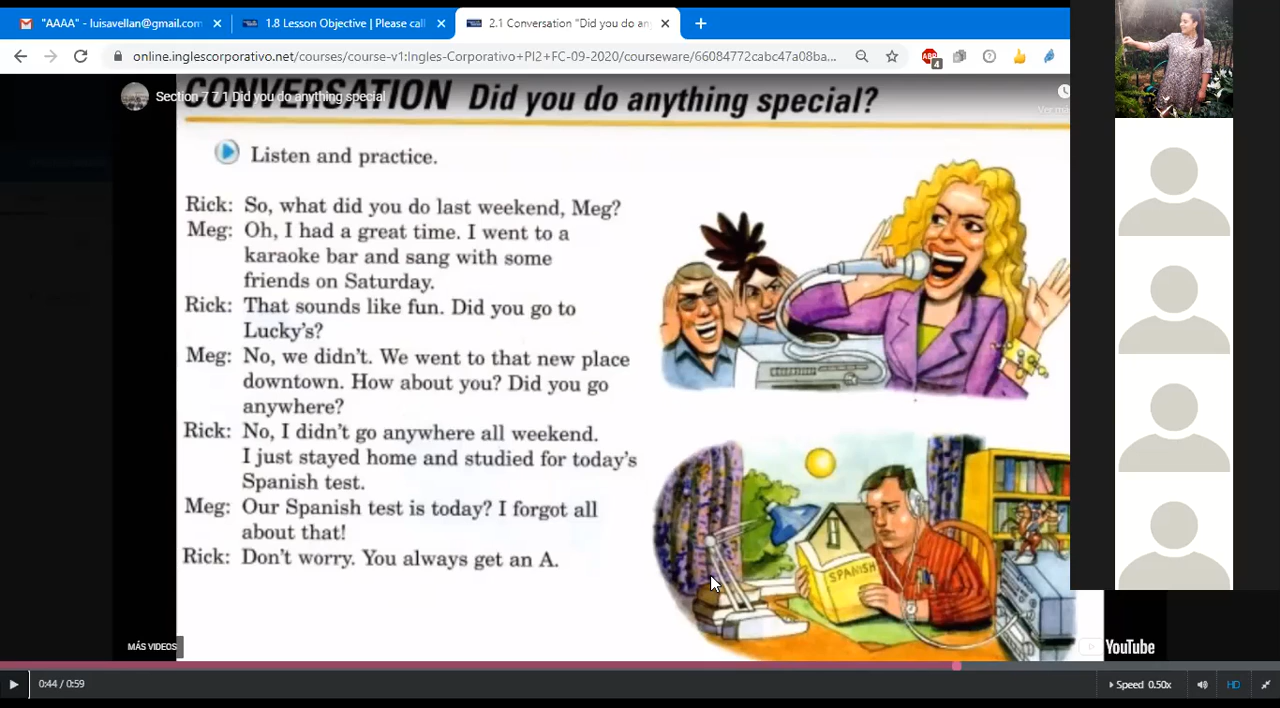 "AAAA" - luisavellan@gmail.com
1.8 Lesson Objective | Please call
2.1 Conversation "Did you do an
online.inglescorporativo.net/courses/course-v1:Ingles-Corporativo+PI2+FC-09-2020/courseware/66084772cabc47a08ba...
ABP
4
CONVERSATION Did you do anything special?
Section 7 7 1 Did you do anything special
Listen and practice.
Rick: So, what did you do last weekend, Meg?
Meg: Oh, I had a great time. I went to a
karaoke bar and sang with some
friends on Saturday.
Rick: That sounds like fun. Did you go to
Lucky's?
Meg: No, we didn't. We went to that new place
downtown. How about you? Did you go
anywhere?
Rick: No, I didn't go anywhere all weekend.
I just stayed home and studied for today's
Spanish test.
Meg: Our Spanish test is today? I forgot all
about that!
Rick: Don't worry. You always get an A.
SPANISH
MÁS VIDEOS
YouTube
0:44 / 0:59
Speed 0.50x
HD